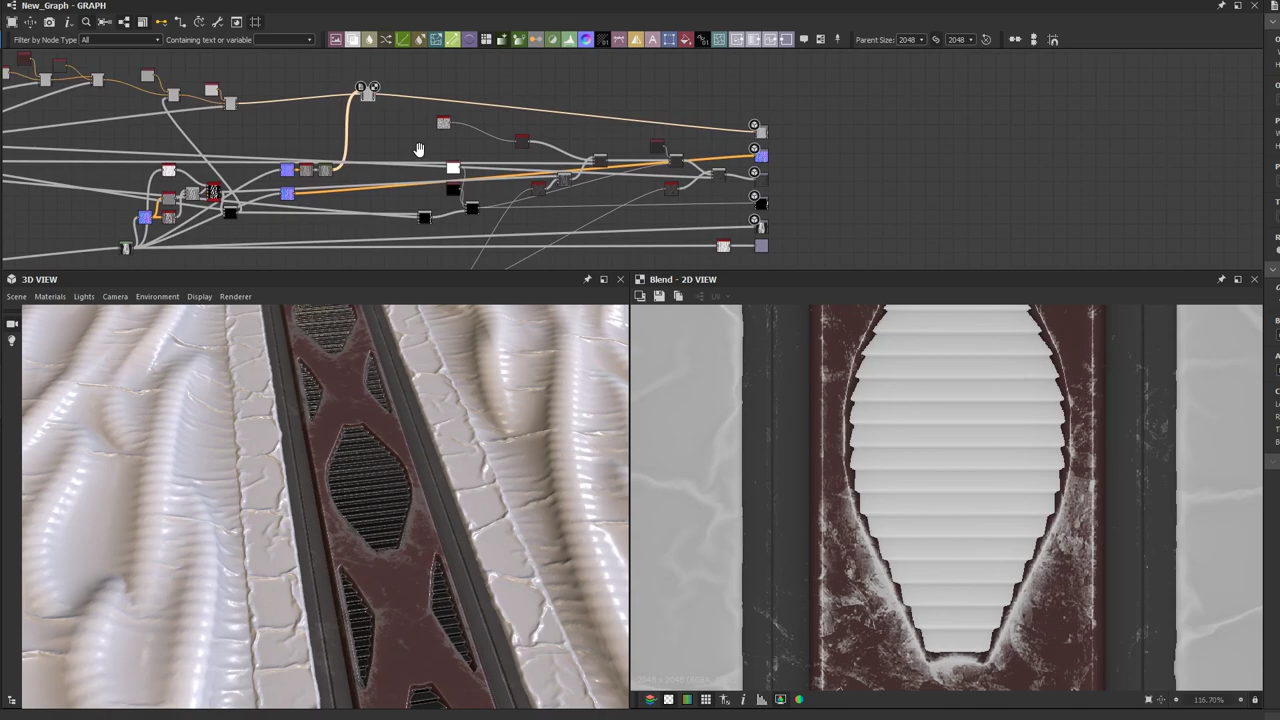 New_Graph - GRAPH
Filter by Node Type All Containing text or variable Parent Size: 2048 2048
3D VIEW
Scene Materials Lights Camera Environment Display Renderer
Blend - 2D VIEW
UV
116.70%